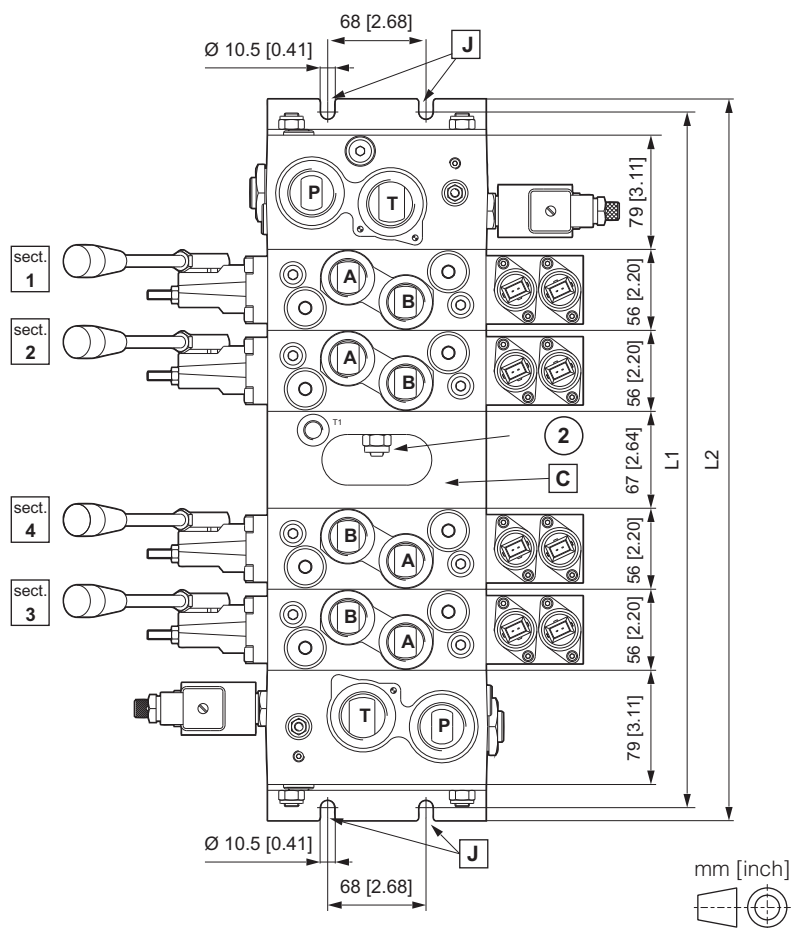 68 [2.68]
J
Ø 10.5 [0.41]
P
T
79 [3.11]
sect.
1
A
B
56 [2.20]
sect.
2
A
B
56 [2.20]
T1
2
C
67 [2.64]
L1
L2
sect.
4
B
A
56 [2.20]
sect.
3
B
A
56 [2.20]
T
P
79 [3.11]
Ø 10.5 [0.41]
J
68 [2.68]
mm [inch]